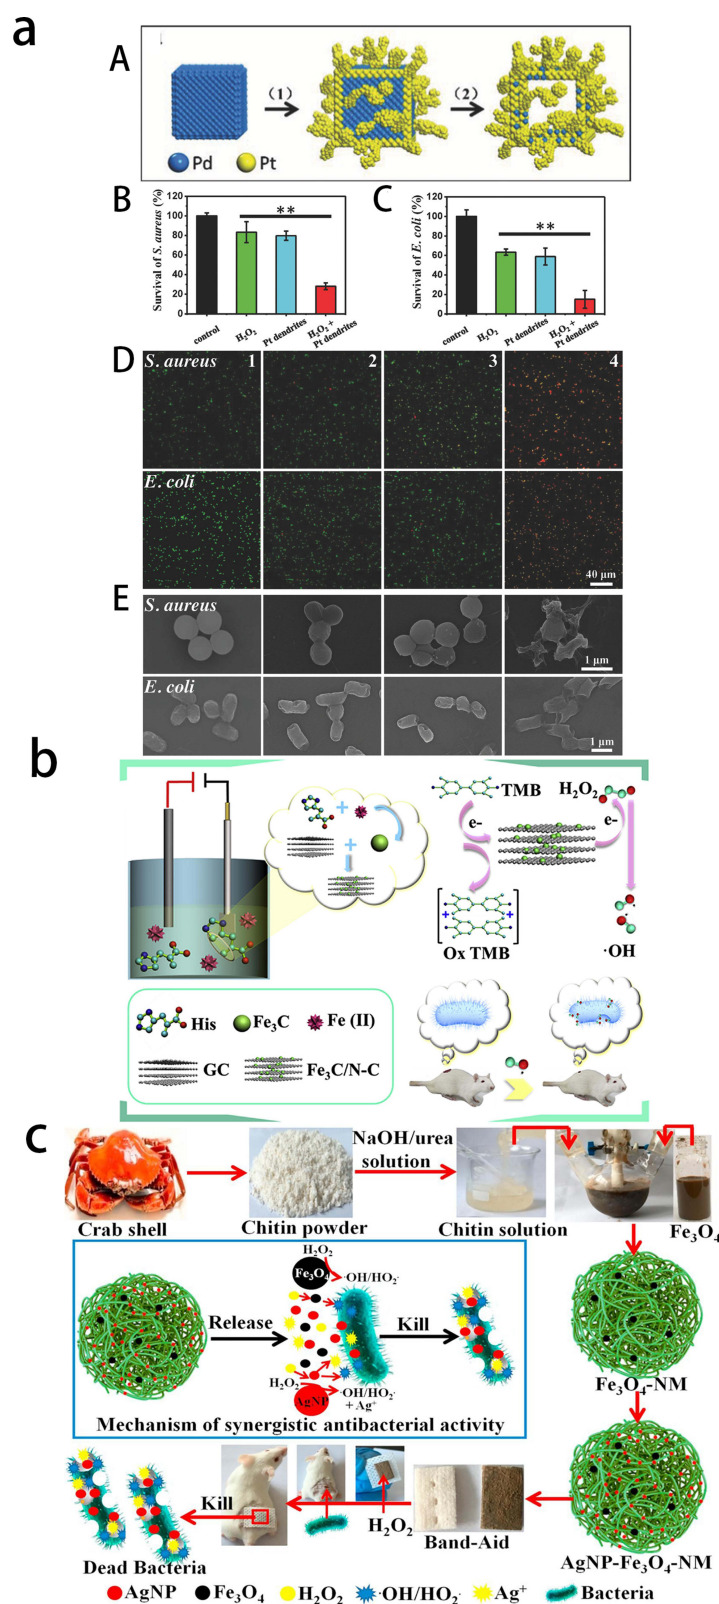 a
A
(1)
(2)
Pd
Pt
B
C
Survival of S. aureus (%)
120
100
80
60
40
20
0
**
control
H₂O₂
Pt dendrites
H₂O₂ +
Pt dendrites
Survival of E. coli (%)
120
100
80
60
40
20
0
**
control
H₂O₂
Pt dendrites
H₂O₂ +
Pt dendrites
D
S. aureus
1
2
3
4
E. coli
40 μm
E
S. aureus
1 μm
E. coli
1 μm
b
TMB
H₂O₂
e-
e-
+
+
+
+
Ox TMB
·OH
His
Fe₃C
Fe (II)
GC
Fe₃C/N-C
c
NaOH/urea
solution
Crab shell
Chitin powder
Chitin solution
Fe₃O₄
H₂O₂
Fe₃O₄
·OH/HO₂·
Release
Kill
H₂O₂
AgNP
·OH/HO₂·
+ Ag⁺
Mechanism of synergistic antibacterial activity
Fe₃O₄-NM
Kill
H₂O₂
Band-Aid
AgNP-Fe₃O₄-NM
Dead Bacteria
AgNP
Fe₃O₄
H₂O₂
·OH/HO₂·
Ag⁺
Bacteria